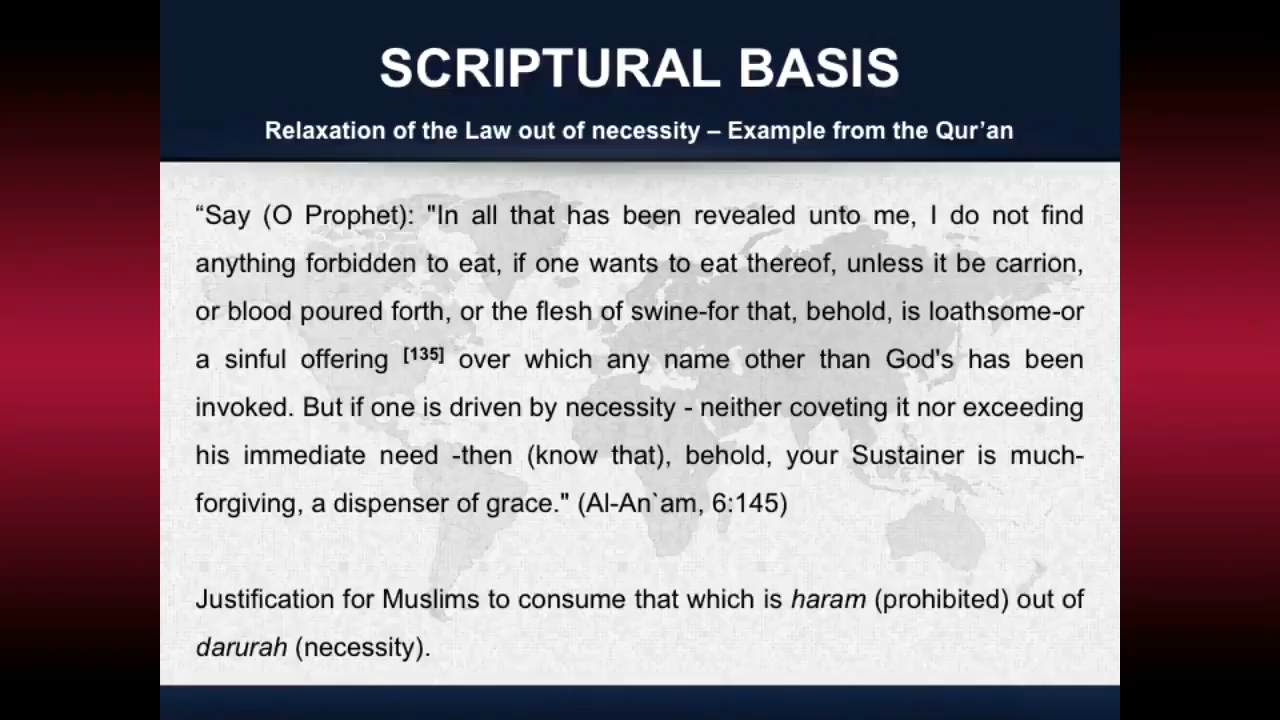 SCRIPTURAL BASIS
Relaxation of the Law out of necessity – Example from the Qur’an
“Say (O Prophet): "In all that has been revealed unto me, I do not find
anything forbidden to eat, if one wants to eat thereof, unless it be carrion,
or blood poured forth, or the flesh of swine-for that, behold, is loathsome-or
a sinful offering [135] over which any name other than God's has been
invoked. But if one is driven by necessity - neither coveting it nor exceeding
his immediate need -then (know that), behold, your Sustainer is much-
forgiving, a dispenser of grace." (Al-An`am, 6:145)
Justification for Muslims to consume that which is haram (prohibited) out of
darurah (necessity).